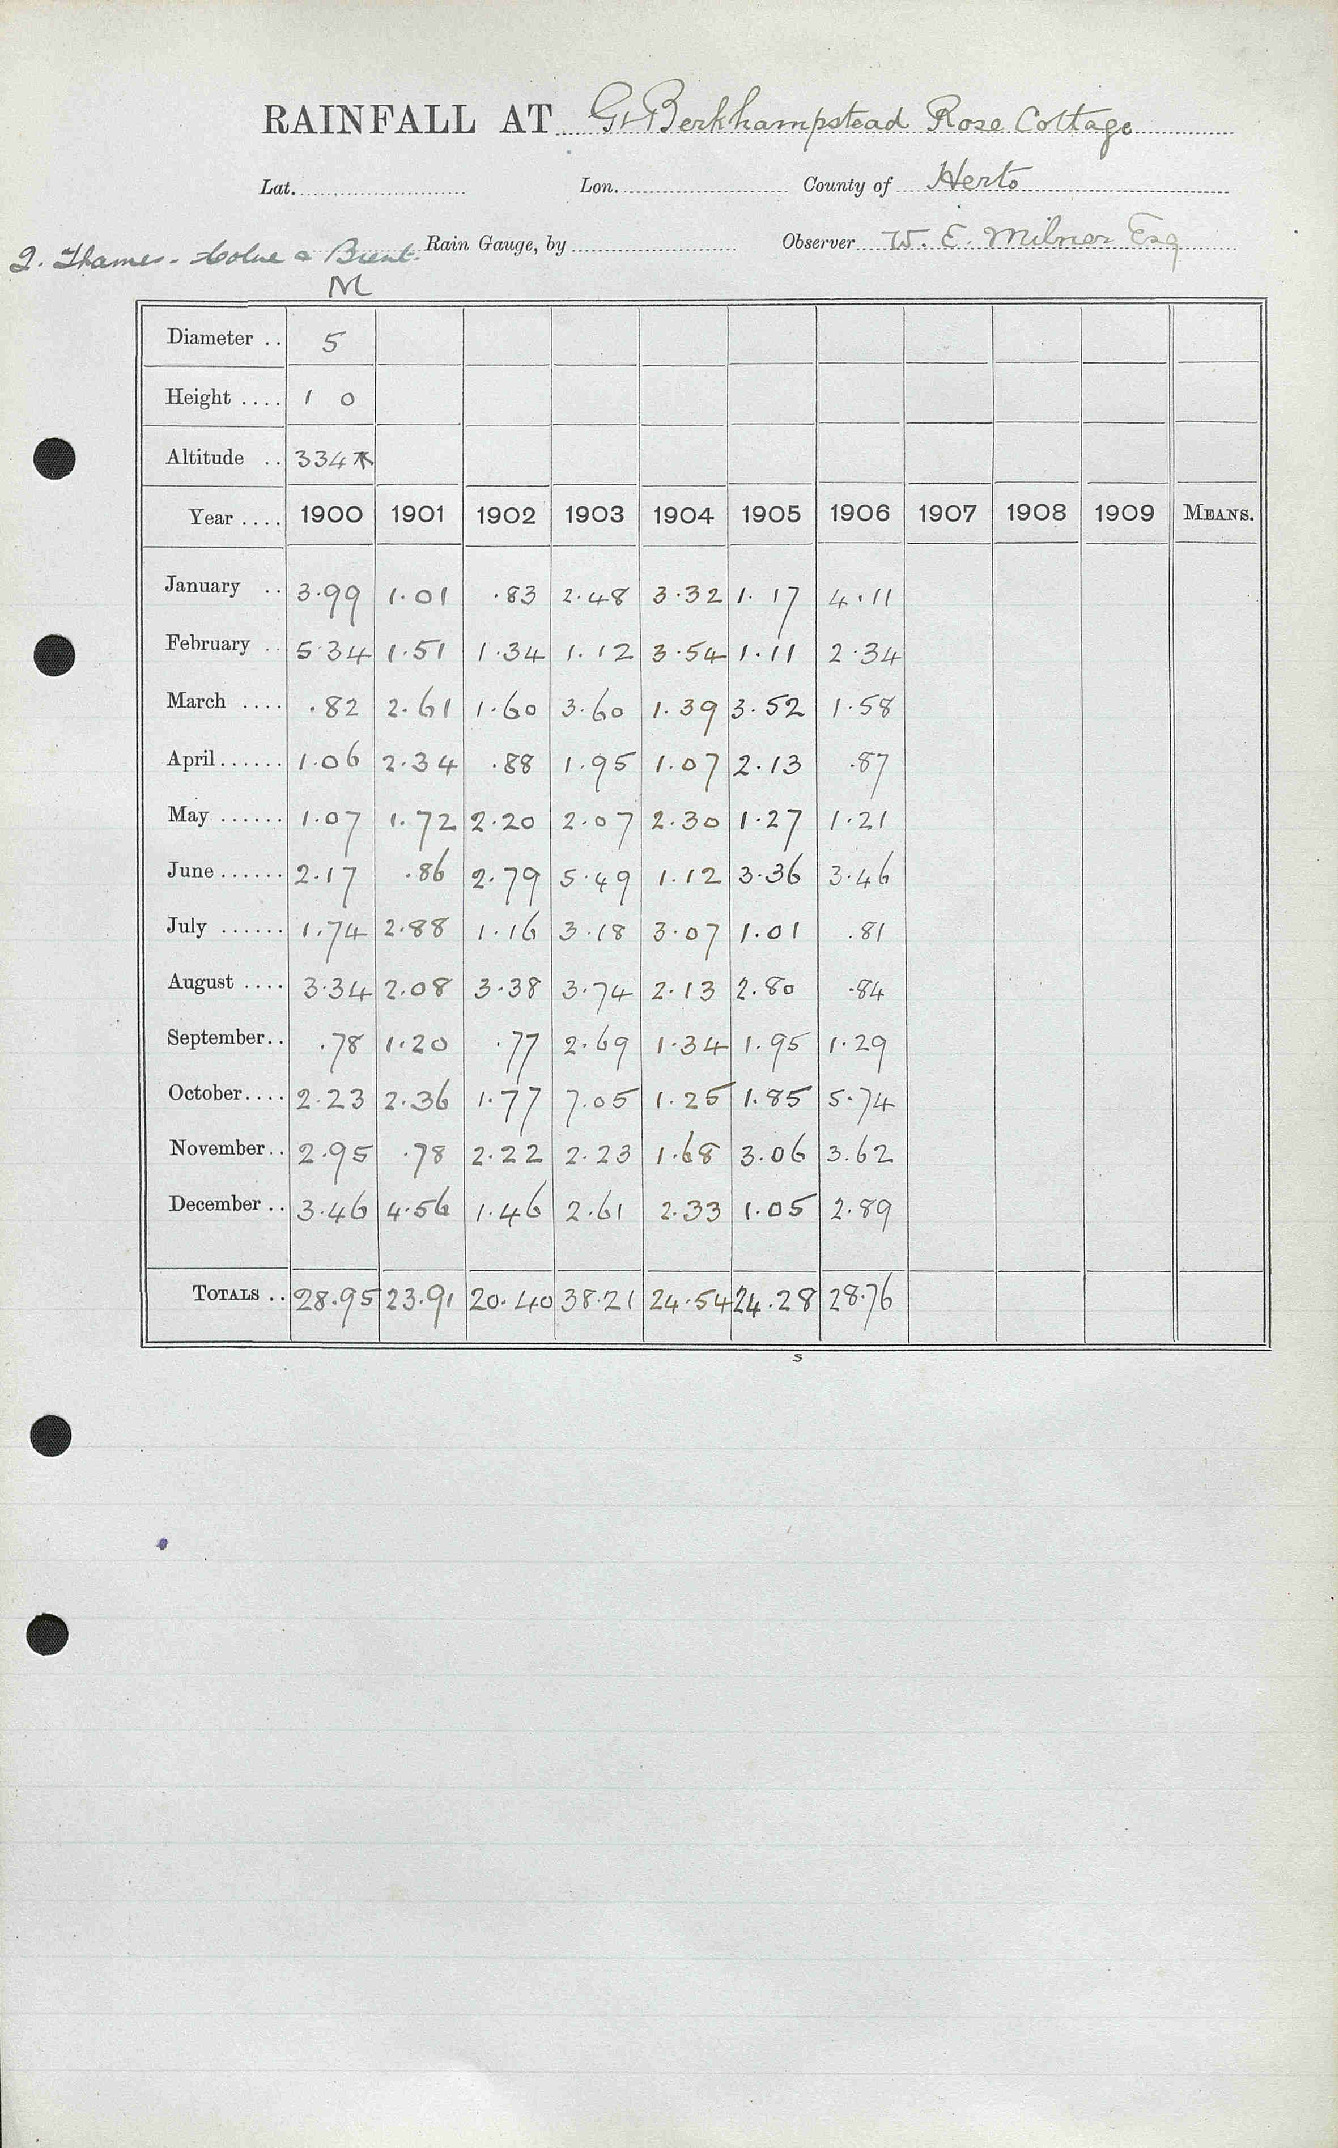 RAINFALL AT Gt Berkhampstead Rose Cottage
Lat. Lon. County of Herts
2. Thames - Colne & Brent. Rain Gauge, by Observer W. E. Milner Esq
M
Diameter .. 5
Height .... 1 0
Altitude .. 334
Year .... 1900 1901 1902 1903 1904 1905 1906 1907 1908 1909 MEANS.
January .. 3.99 1.01 .83 2.48 3.32 1.17 4.11
February .. 5.34 1.51 1.34 1.12 3.54 1.11 2.34
March .... .82 2.61 1.60 3.60 1.39 3.52 1.58
April ...... 1.06 2.34 .88 1.95 1.07 2.13 .87
May ...... 1.07 1.72 2.20 2.07 2.30 1.27 1.21
June ...... 2.17 .86 2.79 5.49 1.12 3.36 3.46
July ...... 1.74 2.88 1.16 3.18 3.07 1.01 .81
August .... 3.34 2.08 3.38 3.74 2.13 2.80 .84
September .. .78 1.20 .77 2.69 1.34 1.95 1.29
October .... 2.23 2.36 1.77 7.05 1.25 1.85 5.74
November .. 2.95 .78 2.22 2.23 1.68 3.06 3.62
December .. 3.46 4.56 1.46 2.61 2.33 1.05 2.89
TOTALS .. 28.95 23.91 20.40 38.21 24.54 24.28 28.76
s